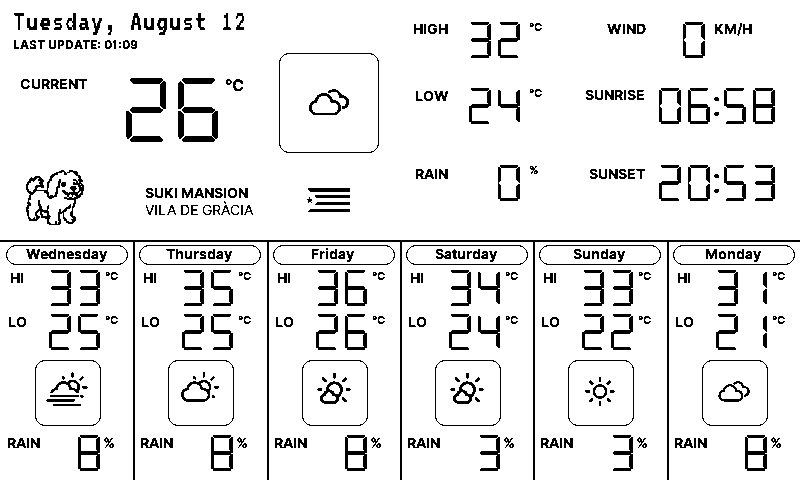 Tuesday, August 12
LAST UPDATE: 01:09
CURRENT 26 °C
HIGH 32 °C
LOW 24 °C
RAIN 0 %
WIND 0 KM/H
SUNRISE 06:58
SUNSET 20:53
SUKI MANSION
VILA DE GRÀCIA
Wednesday
HI 33 °C
LO 25 °C
RAIN 8 %
Thursday
HI 35 °C
LO 25 °C
RAIN 8 %
Friday
HI 36 °C
LO 26 °C
RAIN 8 %
Saturday
HI 34 °C
LO 24 °C
RAIN 3 %
Sunday
HI 33 °C
LO 22 °C
RAIN 3 %
Monday
HI 31 °C
LO 21 °C
RAIN 8 %